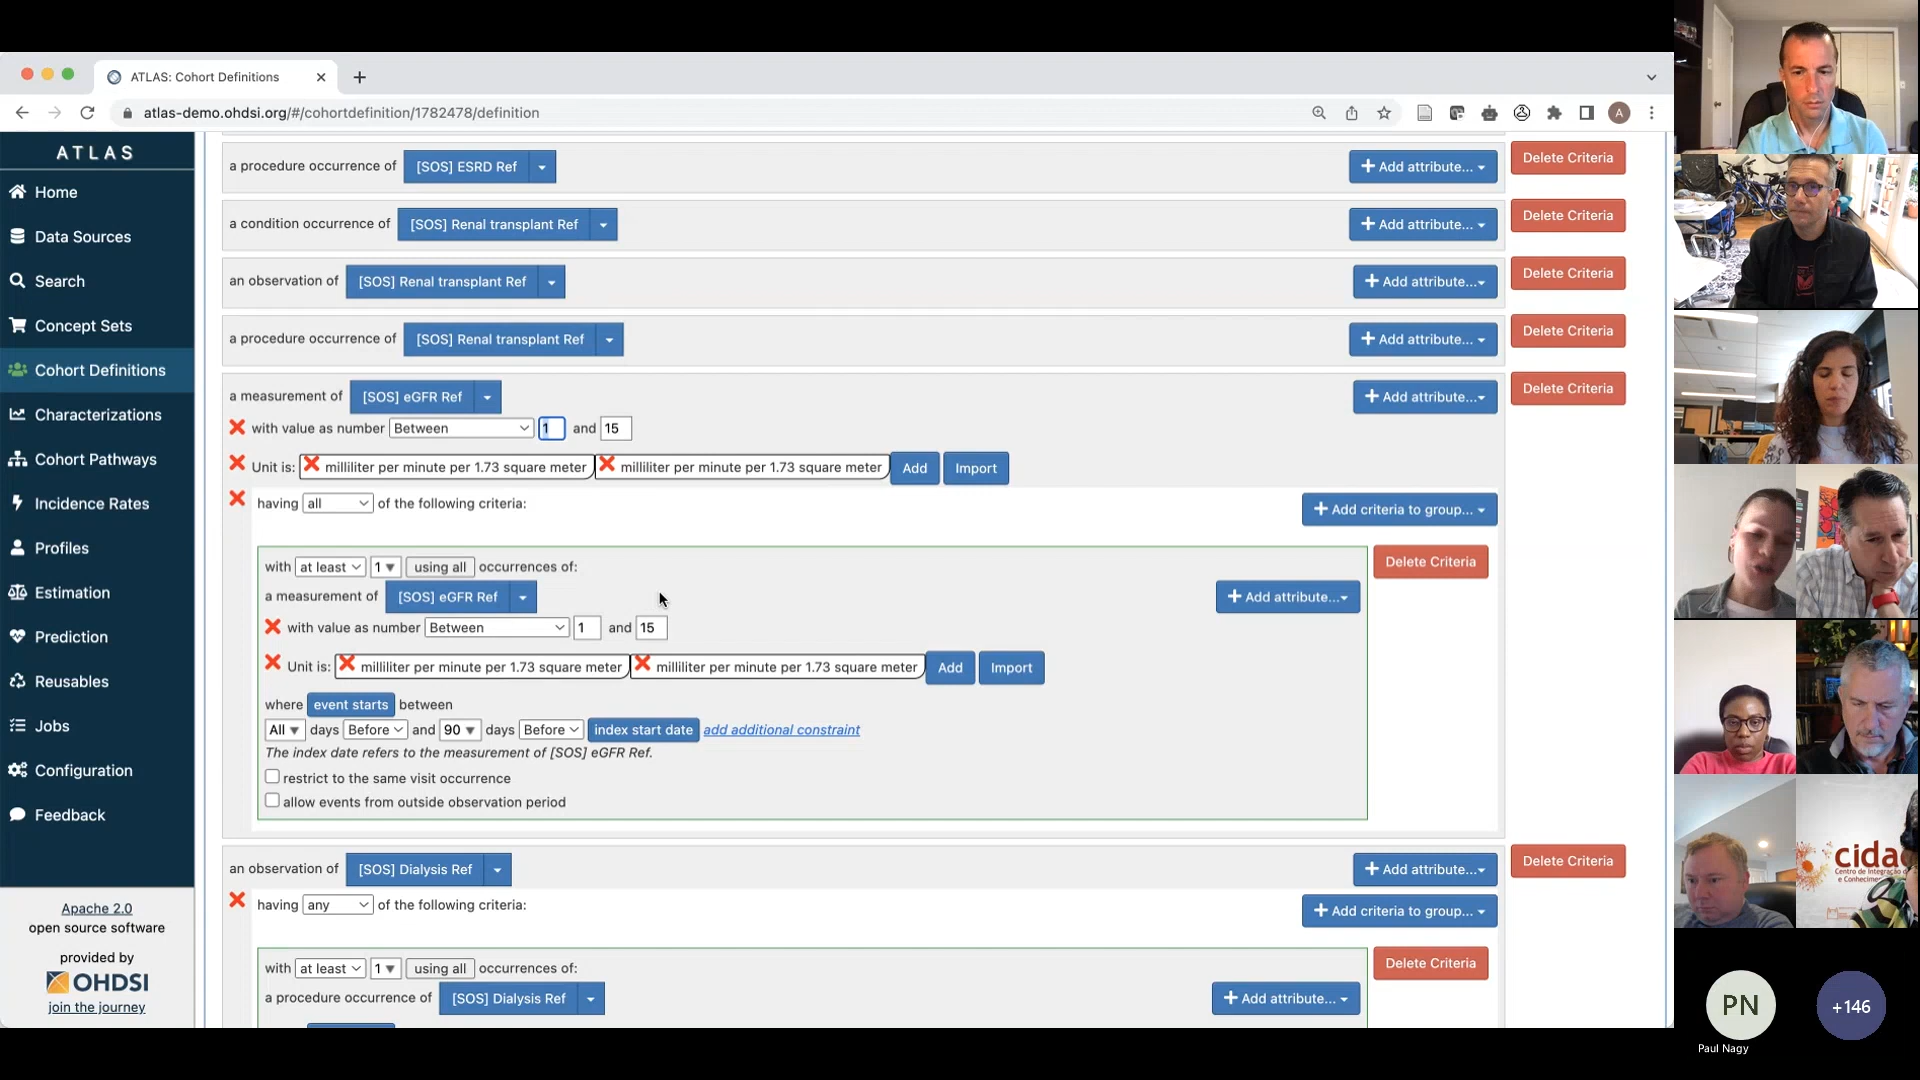 ATLAS: Cohort Definitions
atlas-demo.ohdsi.org/#/cohortdefinition/1782478/definition
A
ATLAS
Home
Data Sources
Search
Concept Sets
Cohort Definitions
Characterizations
Cohort Pathways
Incidence Rates
Profiles
Estimation
Prediction
Reusables
Jobs
Configuration
Feedback
Apache 2.0
open source software
provided by
OHDSI
join the journey
a procedure occurrence of [SOS] ESRD Ref Add attribute... Delete Criteria
a condition occurrence of [SOS] Renal transplant Ref Add attribute... Delete Criteria
an observation of [SOS] Renal transplant Ref Add attribute... Delete Criteria
a procedure occurrence of [SOS] Renal transplant Ref Add attribute... Delete Criteria
a measurement of [SOS] eGFR Ref Add attribute... Delete Criteria
with value as number Between 1 and 15
Unit is: milliliter per minute per 1.73 square meter milliliter per minute per 1.73 square meter Add Import
having all of the following criteria: Add criteria to group...
with at least 1 using all occurrences of: Delete Criteria
a measurement of [SOS] eGFR Ref Add attribute...
with value as number Between 1 and 15
Unit is: milliliter per minute per 1.73 square meter milliliter per minute per 1.73 square meter Add Import
where event starts between
All days Before and 90 days Before index start date add additional constraint
The index date refers to the measurement of [SOS] eGFR Ref.
restrict to the same visit occurrence
allow events from outside observation period
an observation of [SOS] Dialysis Ref Add attribute... Delete Criteria
having any of the following criteria: Add criteria to group...
with at least 1 using all occurrences of: Delete Criteria
a procedure occurrence of [SOS] Dialysis Ref Add attribute...
PN
Paul Nagy
+146